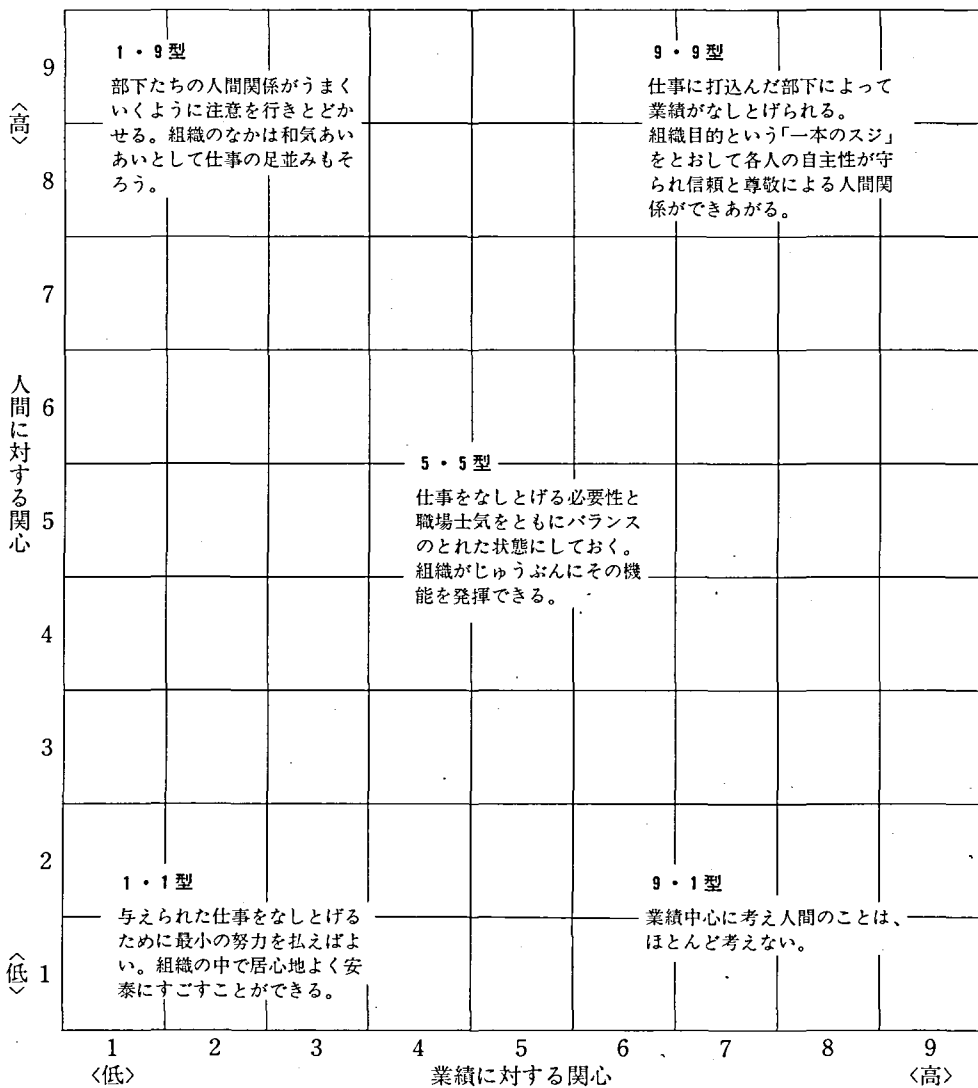 1・9型
部下たちの人間関係がうまく
いくように注意を行きとどか
せる。組織のなかは和気あい
あいとして仕事の足並みもそ
ろう。
9・9型
仕事に打込んだ部下によって
業績がなしとげられる。
組織目的という「一本のスジ」
をとおして各人の自主性が守
られ信頼と尊敬による人間関
係ができあがる。
5・5型
仕事をなしとげる必要性と
職場士気をともにバランス
のとれた状態にしておく。
組織がじゅうぶんにその機
能を発揮できる。
1・1型
与えられた仕事をなしとげる
ために最小の努力を払えばよ
い。組織の中で居心地よく安
泰にすごすことができる。
9・1型
業績中心に考え人間のことは、
ほとんど考えない。
〈高〉
人間に対する関心
〈低〉
9
8
7
6
5
4
3
2
1
1 2 3 4 5 6 7 8 9
〈低〉 業績に対する関心 〈高〉